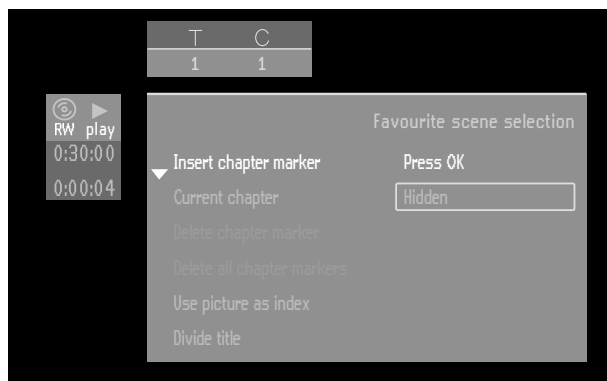 T C
1 1
RW play
0:30:00
0:00:04
Favourite scene selection
Insert chapter marker Press OK
Current chapter Hidden
Delete chapter marker
Delete all chapter markers
Use picture as index
Divide title